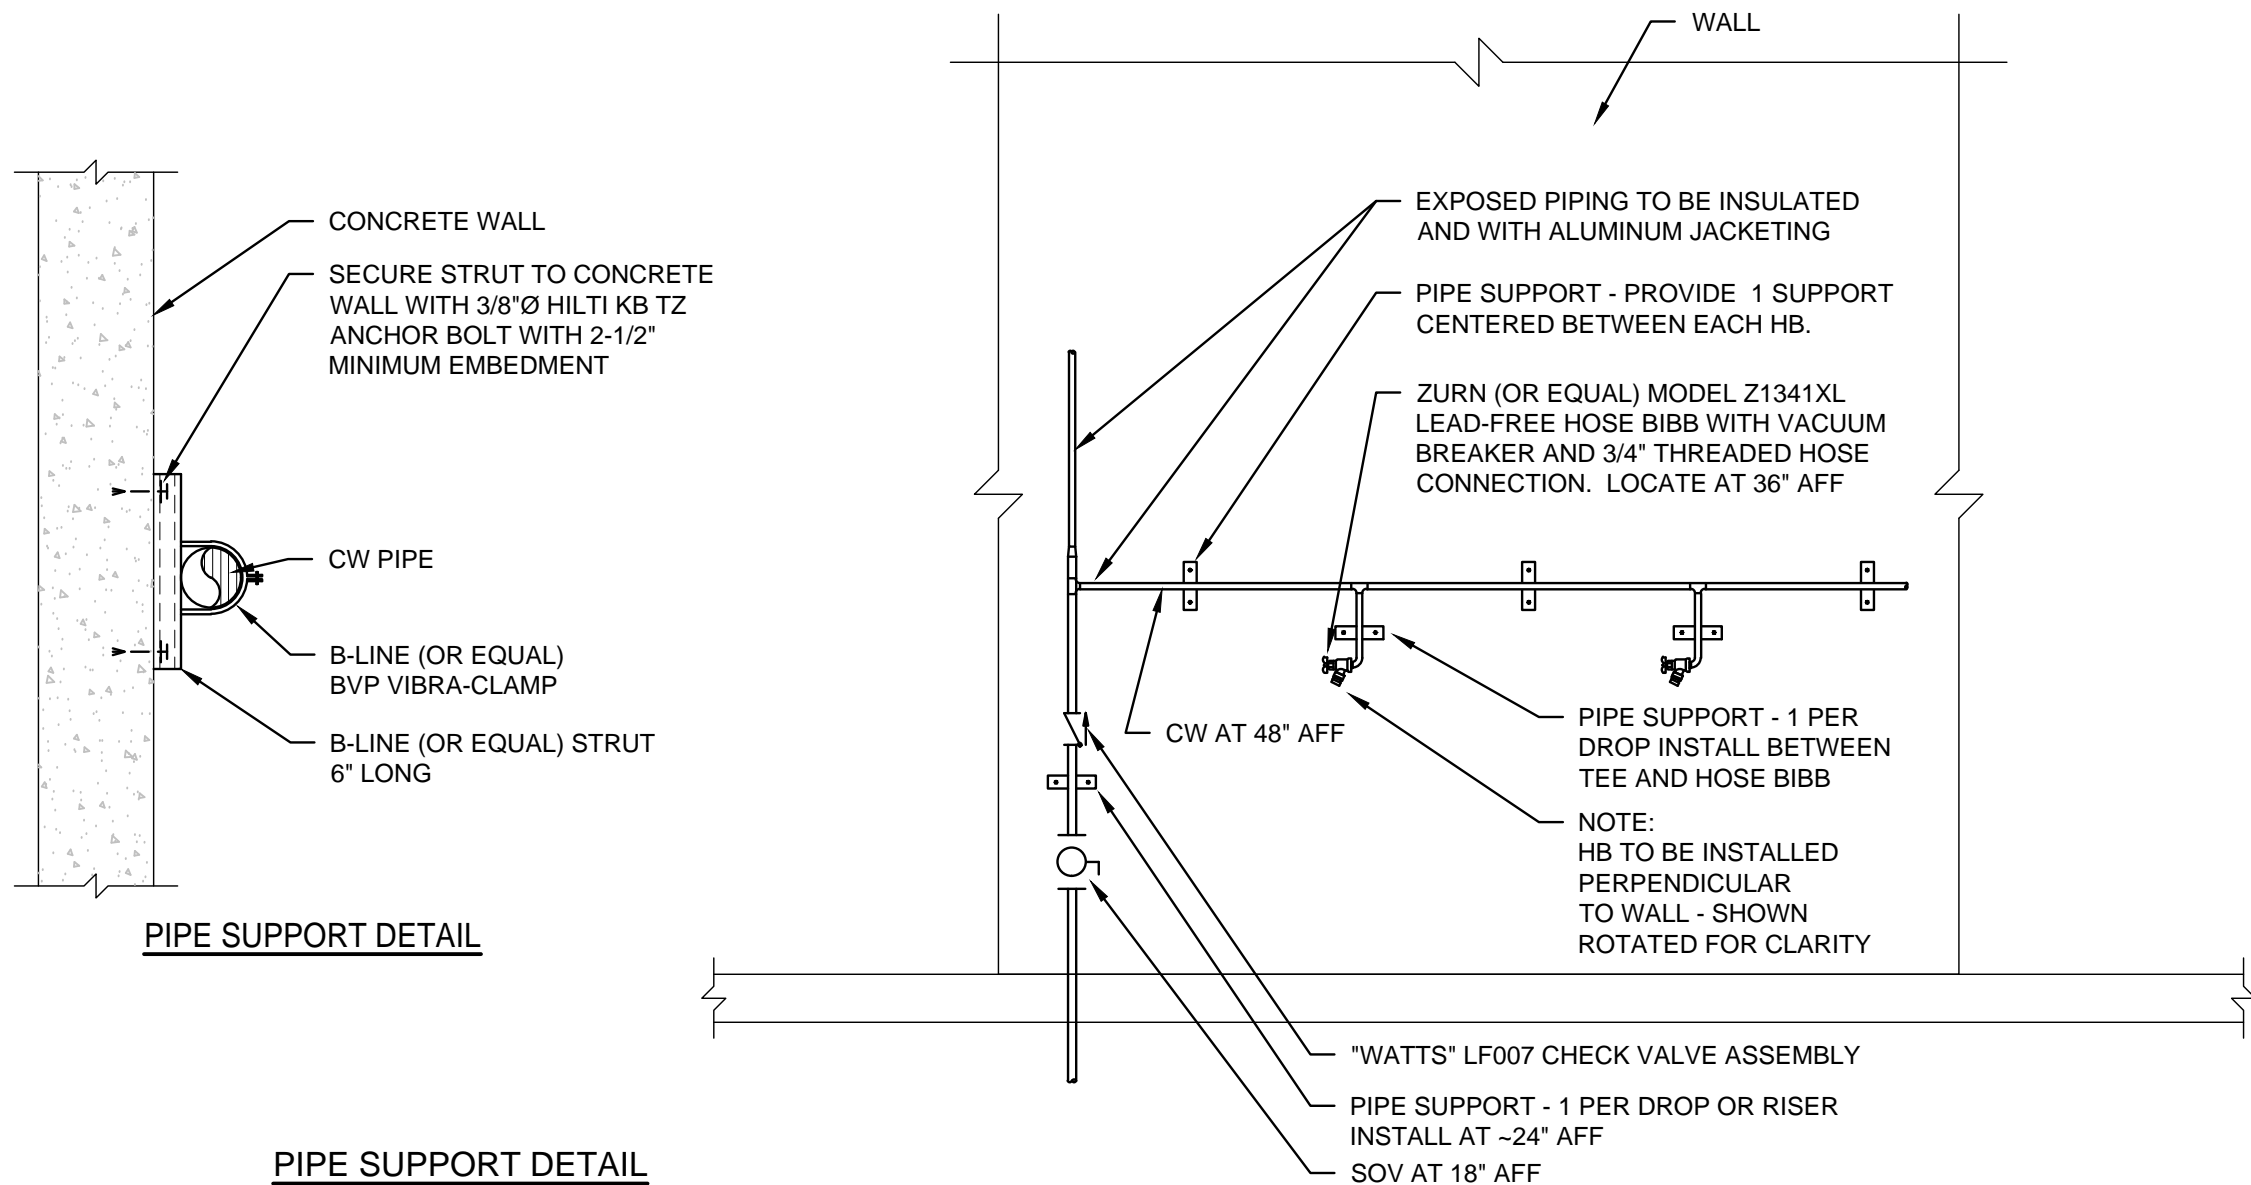 WALL
CONCRETE WALL
SECURE STRUT TO CONCRETE
WALL WITH 3/8"Ø HILTI KB TZ
ANCHOR BOLT WITH 2-1/2"
MINIMUM EMBEDMENT
CW PIPE
B-LINE (OR EQUAL)
BVP VIBRA-CLAMP
B-LINE (OR EQUAL) STRUT
6" LONG
PIPE SUPPORT DETAIL
EXPOSED PIPING TO BE INSULATED
AND WITH ALUMINUM JACKETING
PIPE SUPPORT - PROVIDE 1 SUPPORT
CENTERED BETWEEN EACH HB.
ZURN (OR EQUAL) MODEL Z1341XL
LEAD-FREE HOSE BIBB WITH VACUUM
BREAKER AND 3/4" THREADED HOSE
CONNECTION. LOCATE AT 36" AFF
CW AT 48" AFF
PIPE SUPPORT - 1 PER
DROP INSTALL BETWEEN
TEE AND HOSE BIBB
NOTE:
HB TO BE INSTALLED
PERPENDICULAR
TO WALL - SHOWN
ROTATED FOR CLARITY
"WATTS" LF007 CHECK VALVE ASSEMBLY
PIPE SUPPORT - 1 PER DROP OR RISER
INSTALL AT ~24" AFF
SOV AT 18" AFF
PIPE SUPPORT DETAIL